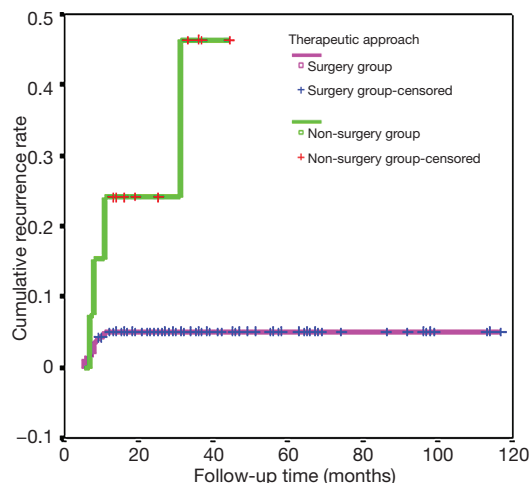 0.5
0.4
0.3
0.2
0.1
0
−0.1
Cumulative recurrence rate
Therapeutic approach
Surgery group
Surgery group-censored
Non-surgery group
Non-surgery group-censored
0 20 40 60 80 100 120
Follow-up time (months)